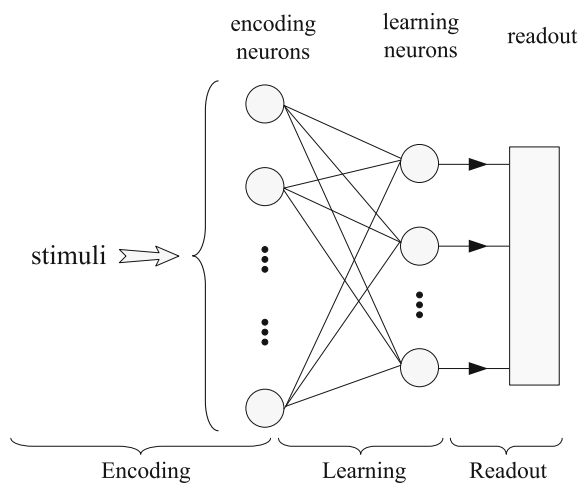 encoding
neurons
learning
neurons
readout
stimuli
Encoding
Learning
Readout